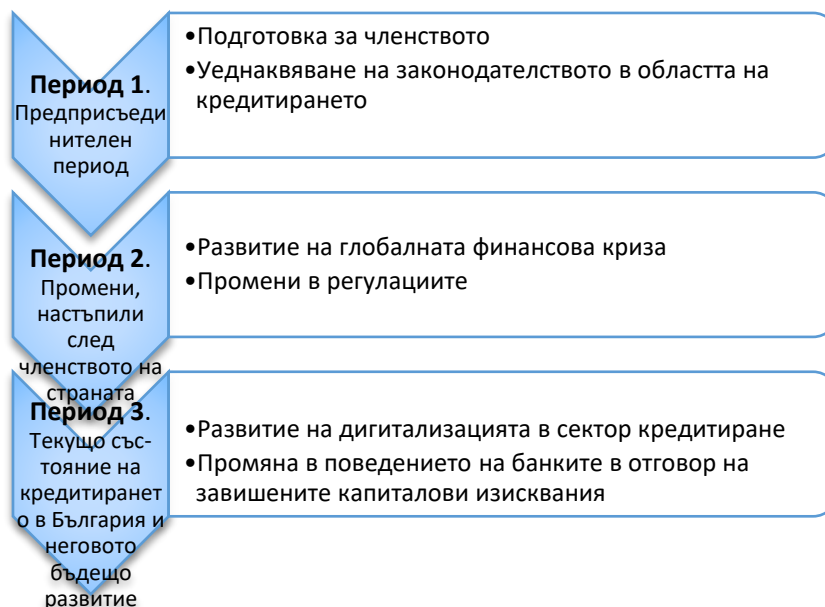 Период 1.
Предприсъеди
нителен
период
•Подготовка за членството
•Уеднаквяване на законодателството в областта на
кредитирането
Период 2.
Промени,
настъпили
след
членството на
страната
•Развитие на глобалната финансова криза
•Промени в регулациите
Период 3.
Текущо със-
тояние на
кредитиранет
о в България и
неговото
бъдещо
развитие
•Развитие на дигитализацията в сектор кредитиране
•Промяна в поведението на банките в отговор на
завишените капиталови изисквания